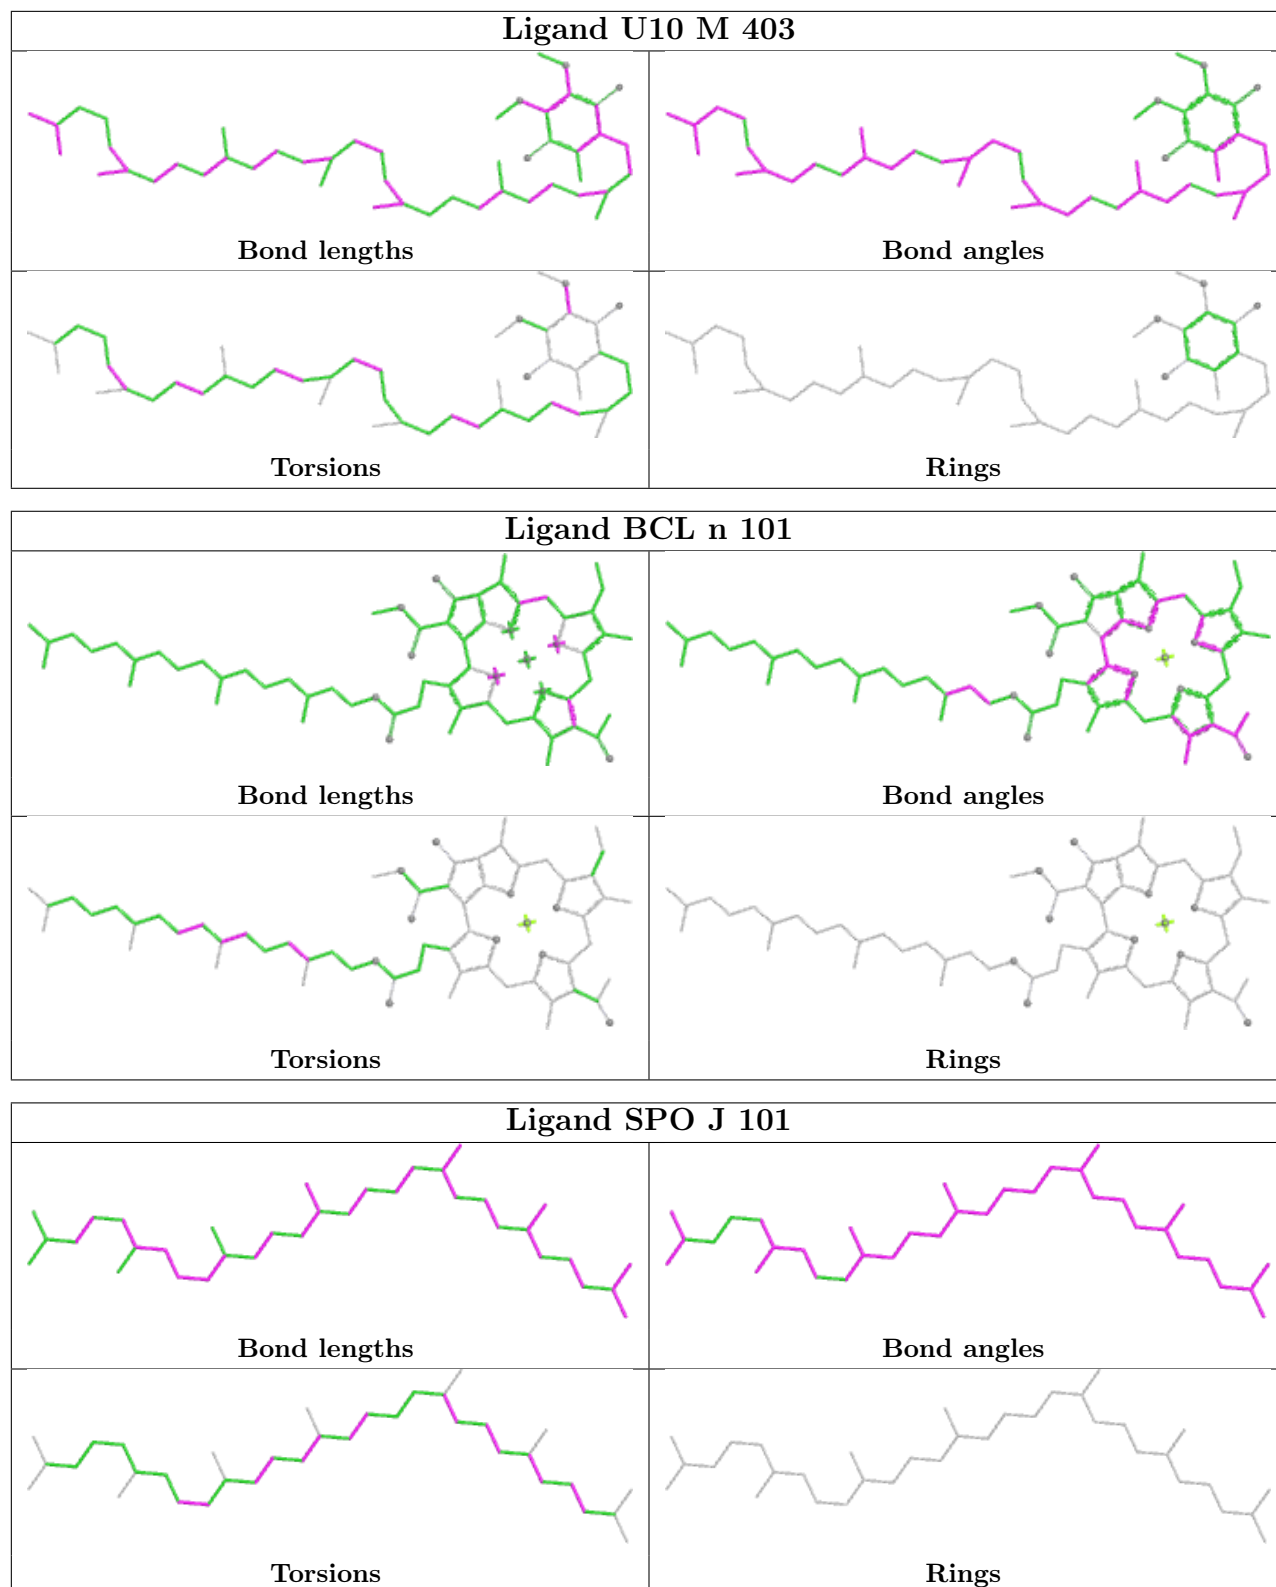 Ligand U10 M 403
Bond lengths
Bond angles
Torsions
Rings
Ligand BCL n 101
Bond lengths
Bond angles
Torsions
Rings
Ligand SPO J 101
Bond lengths
Bond angles
Torsions
Rings